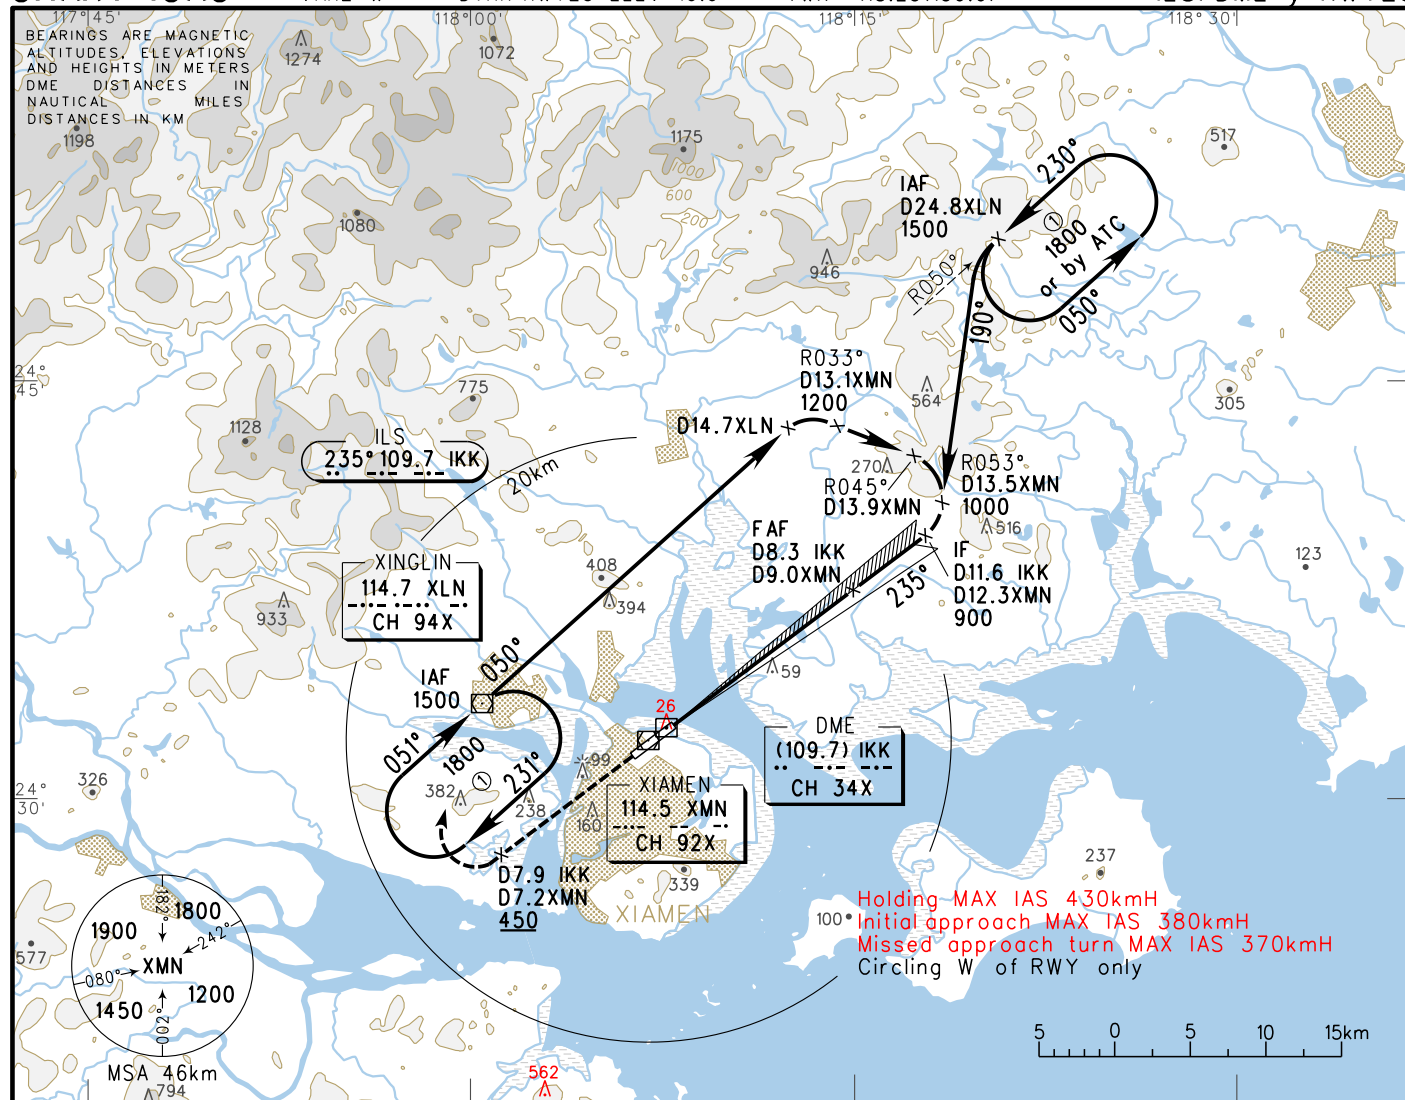 117°45'
118°00'
118°15'
118°30'
BEARINGS ARE MAGNETIC
ALTITUDES, ELEVATIONS
AND HEIGHTS IN METERS
DME DISTANCES IN
NAUTICAL MILES
DISTANCES IN KM
1274
1072
1198
1175
1000
600
200
1080
517
230°
IAF
D24.8XLN
1500
1
1800
or by ATC
050°
946
R050°
190°
24°
45'
R033°
D13.1XMN
1200
775
564
305
D14.7XLN
1128
ILS
235° 109.7 IKK
20km
270
R045°
D13.9XMN
R053°
D13.5XMN
1000
516
FAF
D8.3 IKK
D9.0XMN
235°
IF
D11.6 IKK
D12.3XMN
900
123
XINGLIN
114.7 XLN
CH 94X
408
394
933
050°
59
IAF
1500
26
DME
(109.7) IKK
CH 34X
051°
1800
1
231°
99
382
238
160
XIAMEN
114.5 XMN
CH 92X
326
24°
30'
D7.9 IKK
D7.2XMN
450
339
XIAMEN
237
100
Holding MAX IAS 430kmH
Initial approach MAX IAS 380kmH
Missed approach turn MAX IAS 370kmH
Circling W of RWY only
577
182°
1800
1900
242°
XMN
080°
1450
1200
002°
MSA 46km
794
562
5 0 5 10 15km